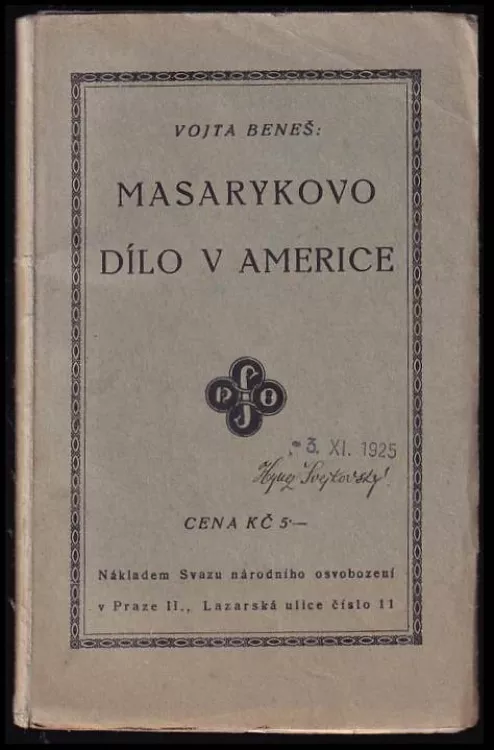 VOJTA BENEŠ:
MASARYKOVO
DÍLO V AMERICE
3. XI. 1925
CENA KČ 5·—
Nákladem Svazu národního osvobození
v Praze II., Lazarská ulice číslo 11